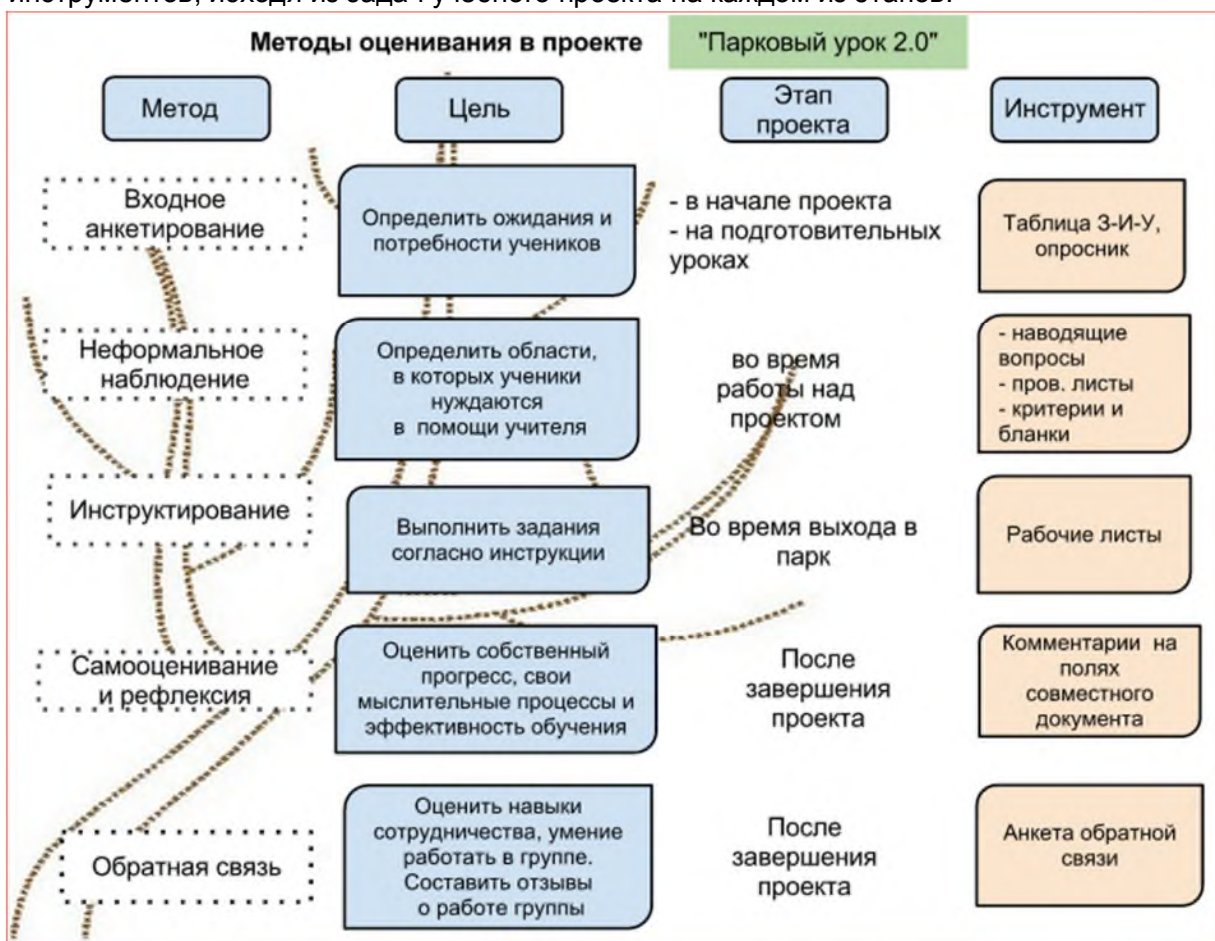 инструментов, исходя из задач учебного проекта на каждом из этапов.
Методы оценивания в проекте "Парковый урок 2.0"
Метод
Цель
Этап
проекта
Инструмент
Входное
анкетирование
Определить ожидания и
потребности учеников
- в начале проекта
- на подготовительных
уроках
Таблица З-И-У,
опросник
Неформальное
наблюдение
Определить области,
в которых ученики
нуждаются
в помощи учителя
во время
работы над
проектом
- наводящие
вопросы
- пров. листы
- критерии и
бланки
Инструктирование
Выполнить задания
согласно инструкции
Во время выхода в
парк
Рабочие листы
Самооценивание
и рефлексия
Оценить собственный
прогресс, свои
мыслительные процессы и
эффективность обучения
После
завершения
проекта
Комментарии на
полях
совместного
документа
Обратная связь
Оценить навыки
сотрудничества, умение
работать в группе.
Составить отзывы
о работе группы
После
завершения
проекта
Анкета обратной
связи